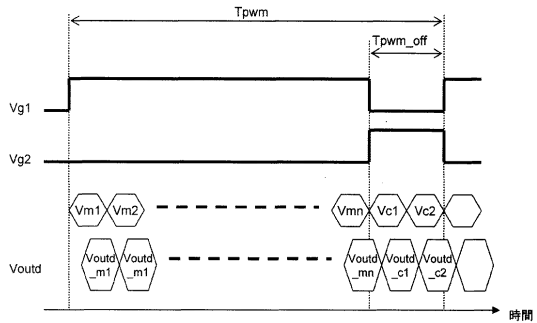 Tpwm
Tpwm_off
Vg1
Vg2
Vm1 Vm2 Vmn Vc1 Vc2
Voutd
Voutd _m1
Voutd _m1
Voutd _mn
Voutd _c1
Voutd _c2
時間